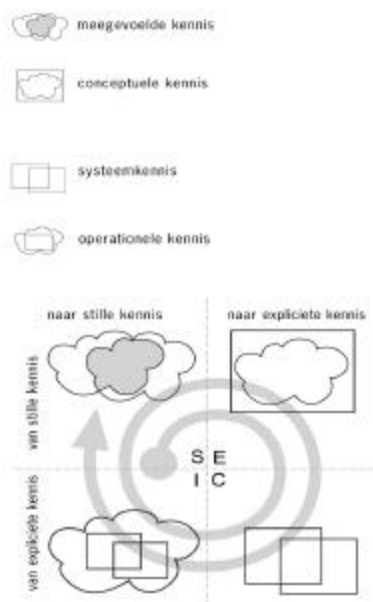 meegevoelde kennis
conceptuele kennis
systeemkennis
operationele kennis
naar stille kennis
naar expliciete kennis
van stille kennis
S E
I C
van expliciete kennis